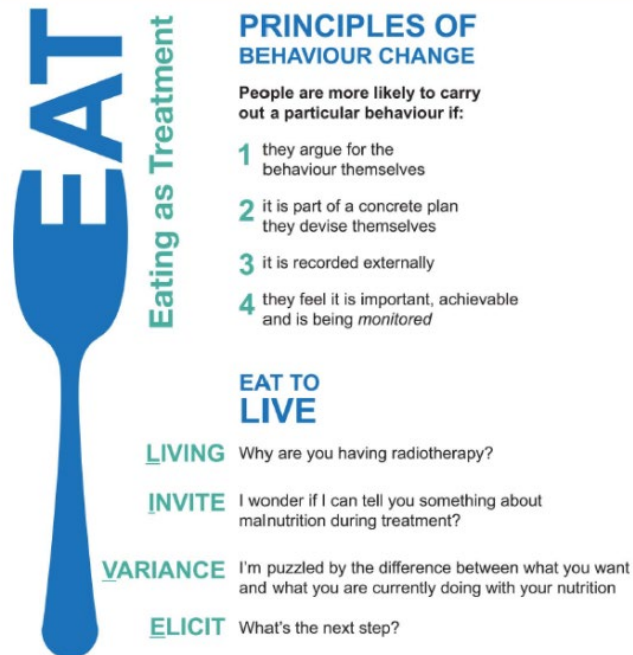 EAT
Eating as Treatment
PRINCIPLES OF
BEHAVIOUR CHANGE
People are more likely to carry
out a particular behaviour if:
1 they argue for the
behaviour themselves
2 it is part of a concrete plan
they devise themselves
3 it is recorded externally
4 they feel it is important, achievable
and is being monitored
EAT TO
LIVE
LIVING Why are you having radiotherapy?
INVITE I wonder if I can tell you something about
malnutrition during treatment?
VARIANCE I'm puzzled by the difference between what you want
and what you are currently doing with your nutrition
ELICIT What's the next step?